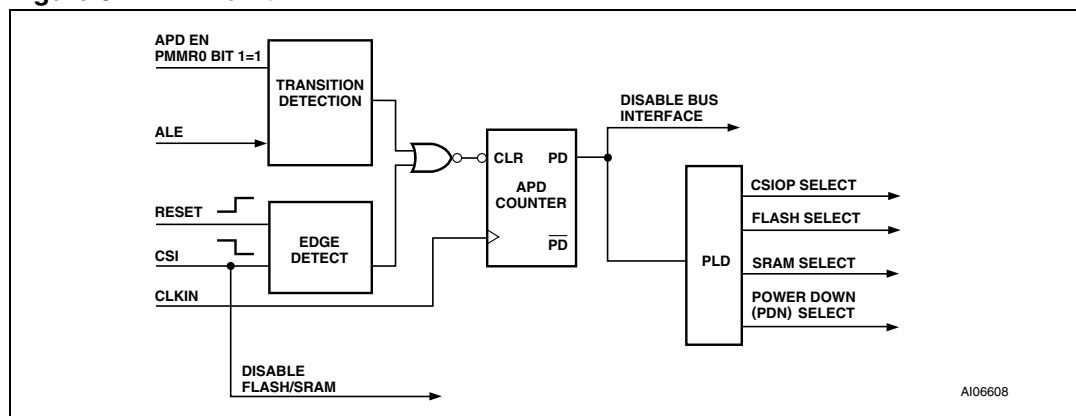 APD EN
PMMR0 BIT 1=1
TRANSITION
DETECTION
ALE
RESET
EDGE
DETECT
CSI
CLKIN
DISABLE
FLASH/SRAM
CLR
PD
APD
COUNTER
PD
DISABLE BUS
INTERFACE
PLD
CSIOP SELECT
FLASH SELECT
SRAM SELECT
POWER DOWN
(PDN) SELECT
AI06608